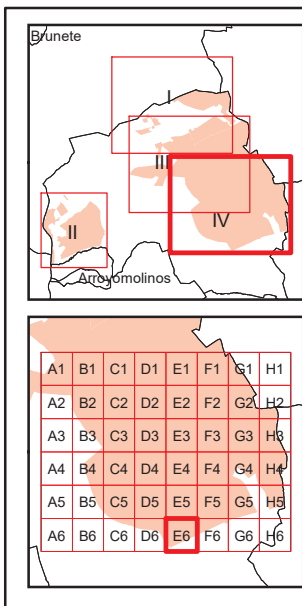 Brunete
I
III
IV
II
Arroyomolinos
A1 B1 C1 D1 E1 F1 G1 H1
A2 B2 C2 D2 E2 F2 G2 H2
A3 B3 C3 D3 E3 F3 G3 H3
A4 B4 C4 D4 E4 F4 G4 H4
A5 B5 C5 D5 E5 F5 G5 H5
A6 B6 C6 D6 E6 F6 G6 H6